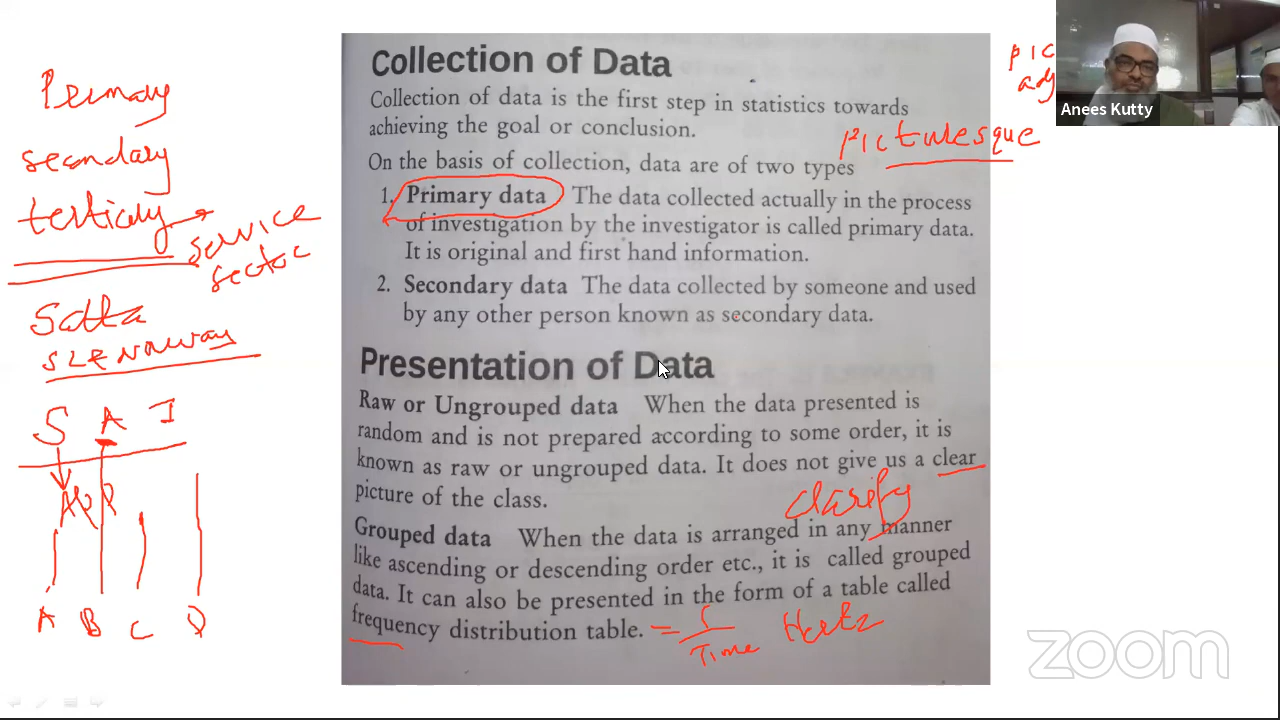 Primary
secondary
tertiary
service
sector
Satta
S A I
A B C D
Collection of Data
Collection of data is the first step in statistics towards
achieving the goal or conclusion.
picturesque
On the basis of collection, data are of two types
1. Primary data The data collected actually in the process
of investigation by the investigator is called primary data.
It is original and first hand information.
2. Secondary data The data collected by someone and used
by any other person known as secondary data.
Presentation of Data
Raw or Ungrouped data When the data presented is
random and is not prepared according to some order, it is
known as raw or ungrouped data. It does not give us a clear
picture of the class.
clarify
Grouped data When the data is arranged in any manner
like ascending or descending order etc., it is called grouped
data. It can also be presented in the form of a table called
frequency distribution table. =
Time
Hertz
pic
adj
Anees Kutty
zoom